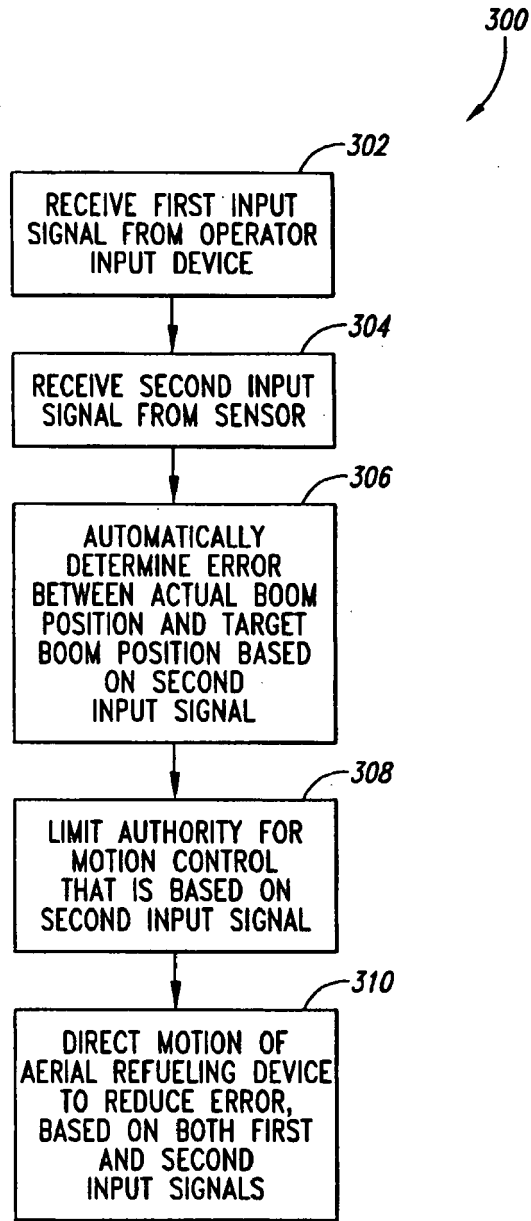 300
302
RECEIVE FIRST INPUT
SIGNAL FROM OPERATOR
INPUT DEVICE
304
RECEIVE SECOND INPUT
SIGNAL FROM SENSOR
306
AUTOMATICALLY
DETERMINE ERROR
BETWEEN ACTUAL BOOM
POSITION AND TARGET
BOOM POSITION BASED
ON SECOND
INPUT SIGNAL
308
LIMIT AUTHORITY FOR
MOTION CONTROL
THAT IS BASED ON
SECOND INPUT SIGNAL
310
DIRECT MOTION OF
AERIAL REFUELING DEVICE
TO REDUCE ERROR,
BASED ON BOTH FIRST
AND SECOND
INPUT SIGNALS